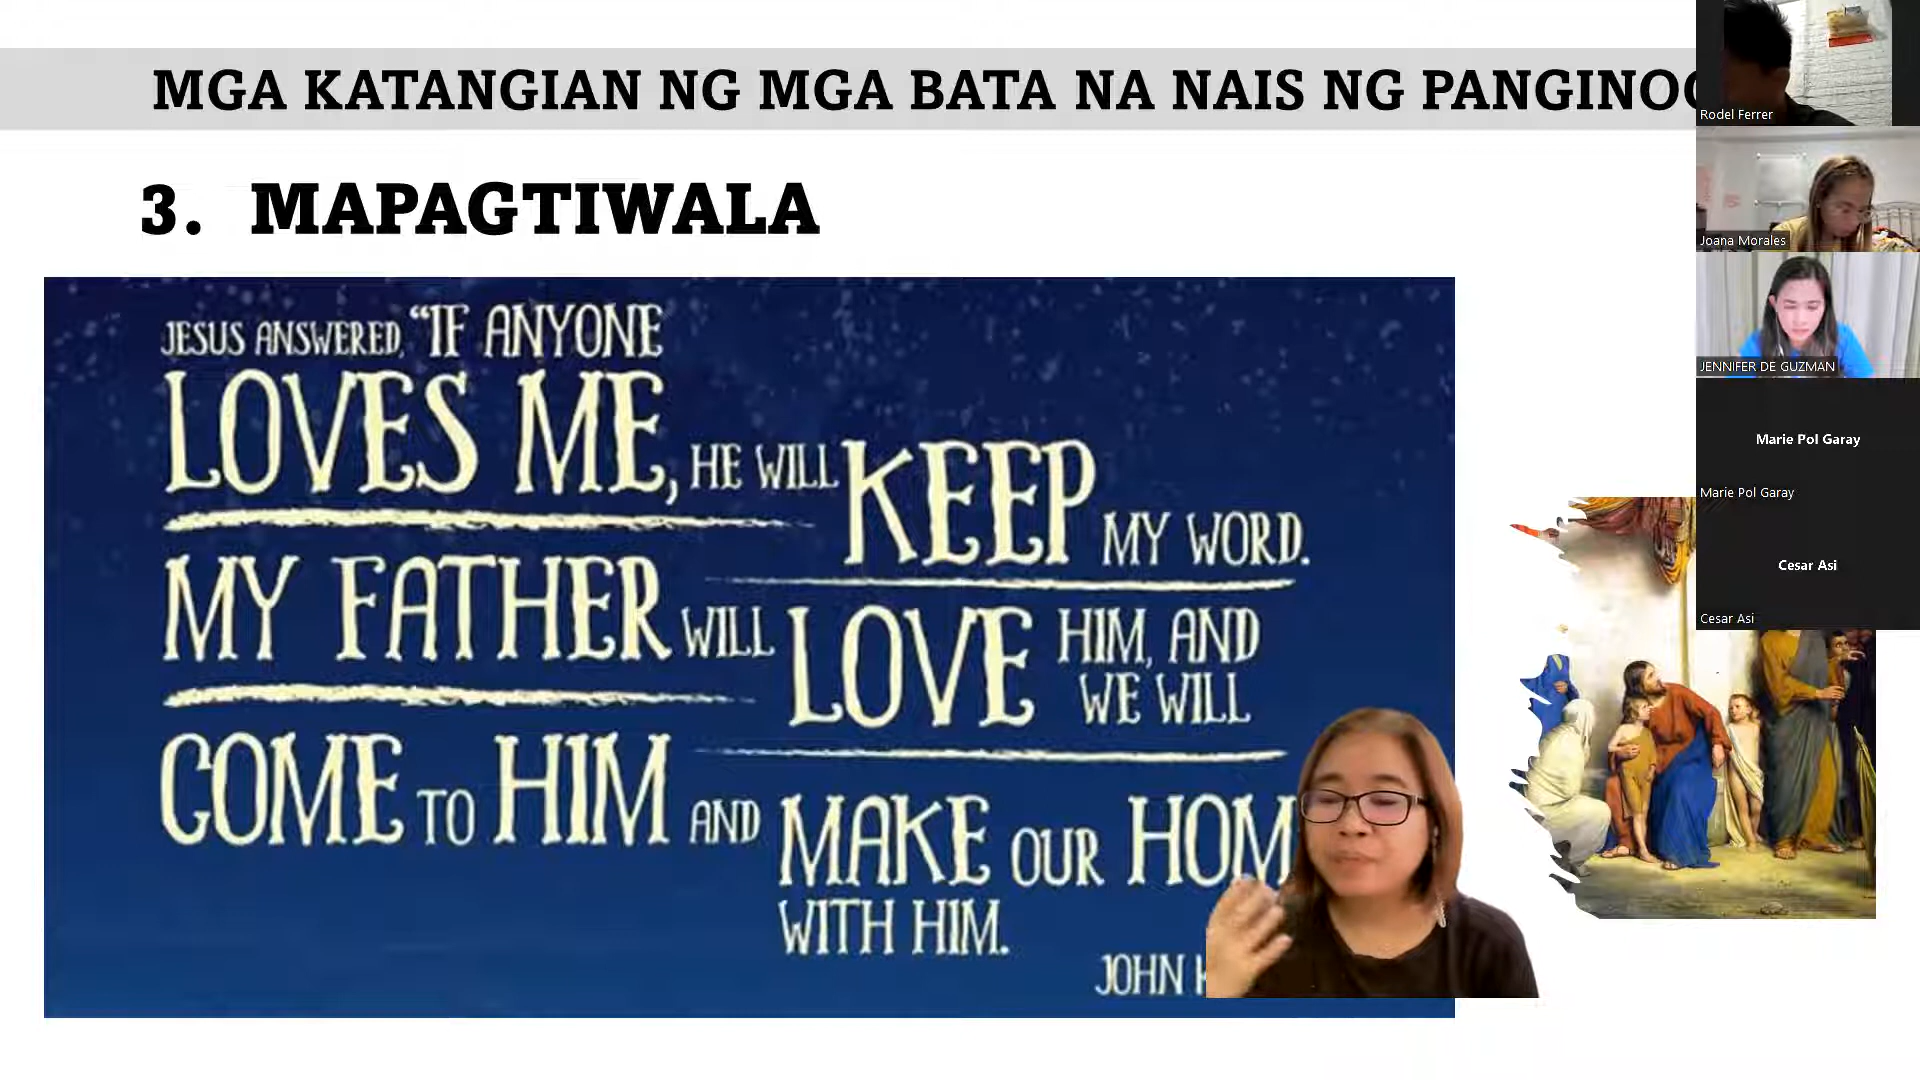 MGA KATANGIAN NG MGA BATA NA NAIS NG
3. MAPAGTIWALA
JESUS ANSWERED, “IF ANYONE
LOVES ME, HE WILL KEEP MY WORD.
MY FATHER WILL LOVE HIM, AND
WE WILL
COME TO HIM AND MAKE OUR
WITH HIM.
JOHN
Rodel Ferrer
Joana Morales
JENNIFER DE GUZMAN
Marie Pol Garay
Marie Pol Garay
Cesar Asi
Cesar Asi